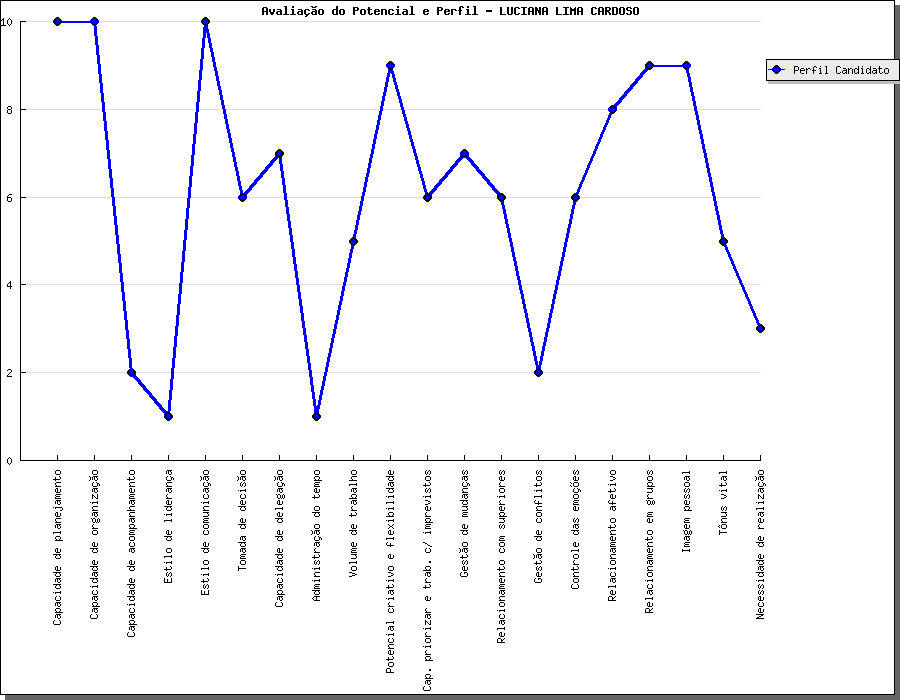 Avaliação do Potencial e Perfil - LUCIANA LIMA CARDOSO
Perfil Candidato
10
8
6
4
2
0
Capacidade de planejamento
Capacidade de organização
Capacidade de acompanhamento
Estilo de liderança
Estilo de comunicação
Tomada de decisão
Capacidade de delegação
Administração do tempo
Volume de trabalho
Potencial criativo e flexibilidade
Cap. priorizar e trab. c/ imprevistos
Gestão de mudanças
Relacionamento com superiores
Gestão de conflitos
Controle das emoções
Relacionamento afetivo
Relacionamento em grupos
Imagem pessoal
Tônus vital
Necessidade de realização